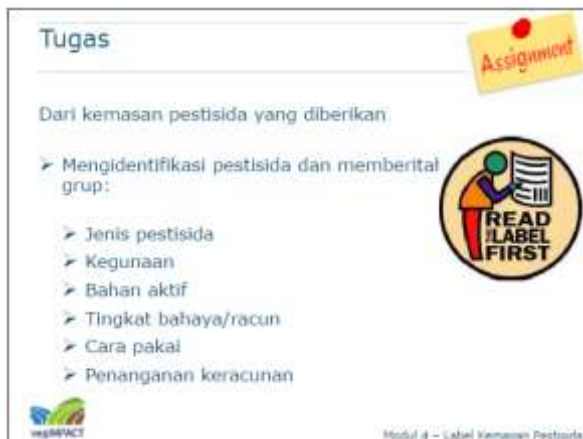 Tugas
Assignment
Dari kemasan pestisida yang diberikan
➢ Mengidentifikasi pestisida dan memberitah
grup:
➢ Jenis pestisida
➢ Kegunaan
➢ Bahan aktif
➢ Tingkat bahaya/racun
➢ Cara pakai
➢ Penanganan keracunan
READ
THE LABEL
FIRST
vegIMPACT
Modul 4 – Label Kemasan Pestisida